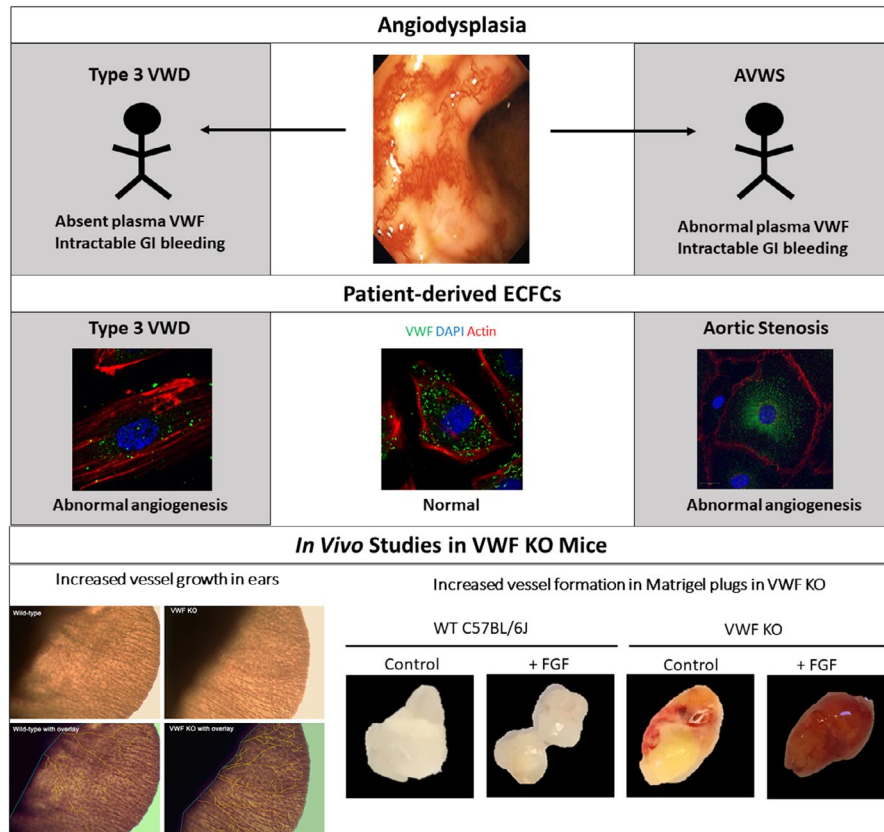 Angiodysplasia
Type 3 VWD
AVWS
Absent plasma VWF
Intractable GI bleeding
Abnormal plasma VWF
Intractable GI bleeding
Patient-derived ECFCs
Type 3 VWD
VWF DAPI Actin
Aortic Stenosis
Abnormal angiogenesis
Normal
Abnormal angiogenesis
In Vivo Studies in VWF KO Mice
Increased vessel growth in ears
Increased vessel formation in Matrigel plugs in VWF KO
Wild-type
VWF KO
WT C57BL/6J
VWF KO
Control
+ FGF
Control
+ FGF
Wild-type with overlay
VWF KO with overlay